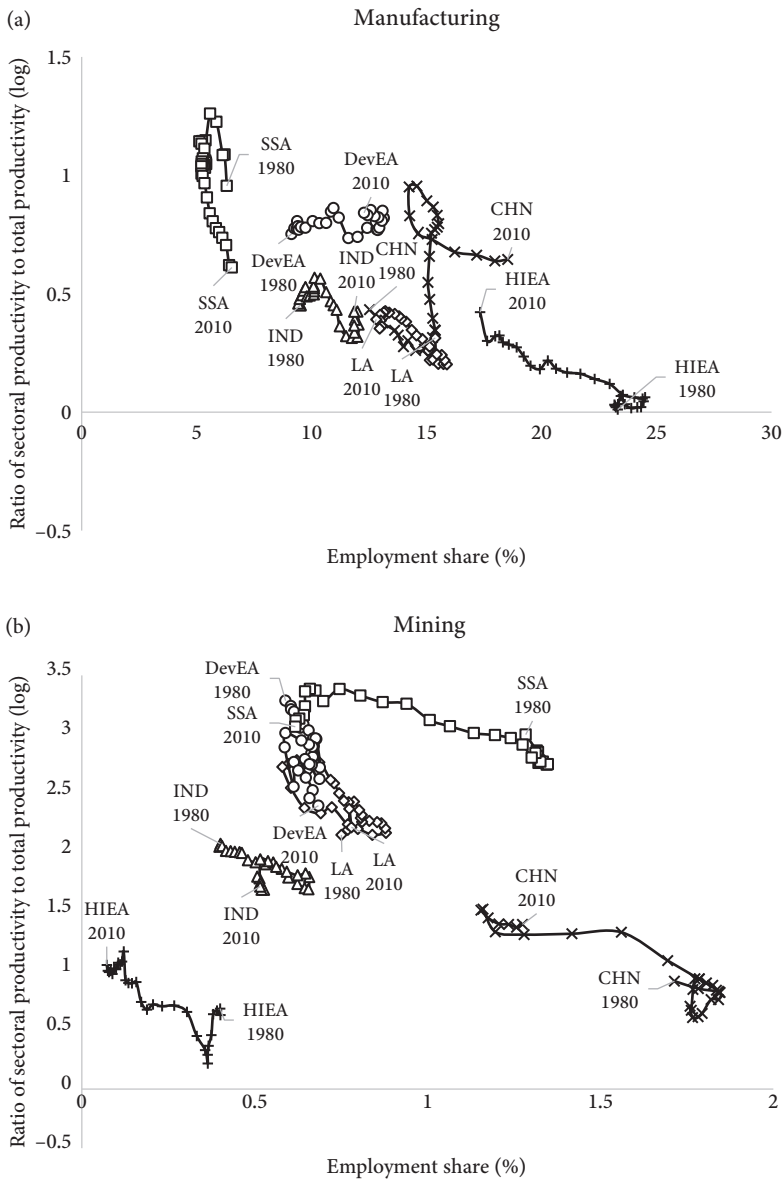 (a)
Manufacturing
Ratio of sectoral productivity to total productivity (log)
1.5
1
0.5
0
–0.5
SSA
1980
SSA
2010
DevEA
2010
DevEA
1980
IND
2010
IND
1980
CHN
1980
CHN
2010
LA
2010
LA
1980
HIEA
2010
HIEA
1980
0
5
10
15
20
25
30
Employment share (%)
(b)
Mining
Ratio of sectoral productivity to total productivity (log)
3.5
3
2.5
2
1.5
1
0.5
0
–0.5
DevEA
1980
SSA
2010
SSA
1980
IND
1980
DevEA
2010
LA
1980
LA
2010
IND
2010
CHN
2010
CHN
1980
HIEA
2010
HIEA
1980
0.5
1
1.5
2
Employment share (%)